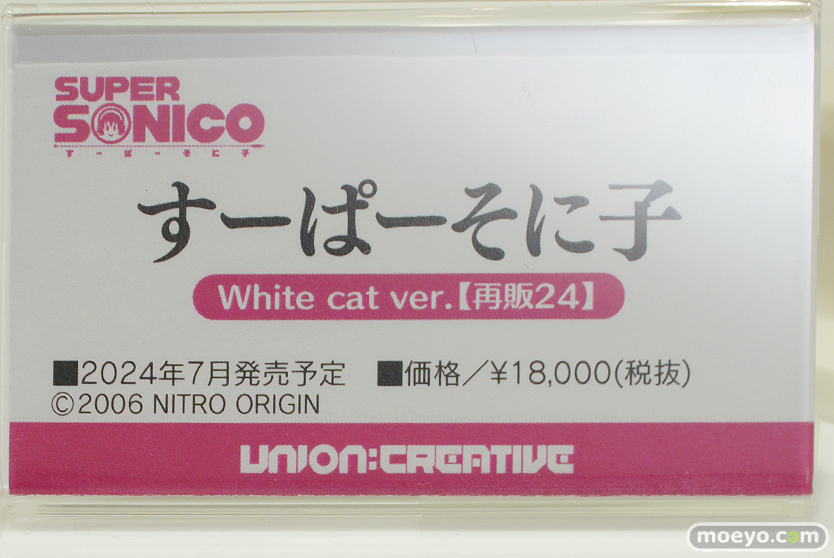 SUPER
SONICO
すーぱーそに子
すーぱーそに子
White cat ver.【再販24】
■2024年7月発売予定 ■価格／¥18,000(税抜)
©2006 NITRO ORIGIN
UNION:CREATIVE
moeyo.com